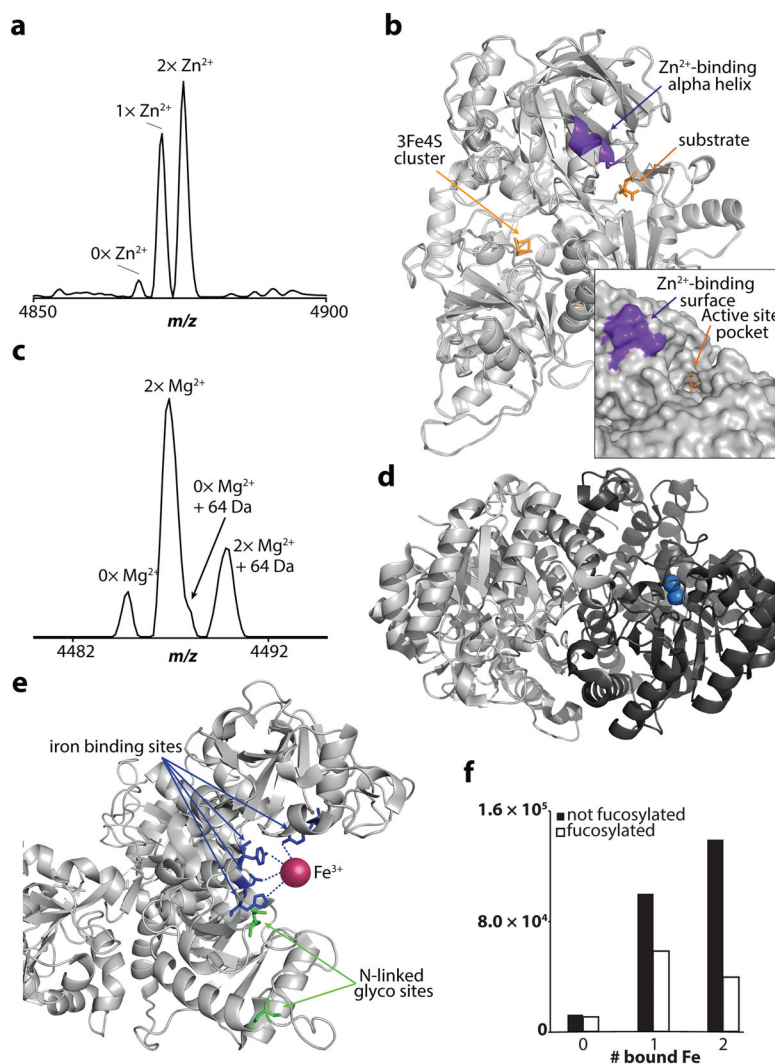 a
2× Zn²⁺
1× Zn²⁺
0× Zn²⁺
4850
4900
m/z
b
Zn²⁺-binding
alpha helix
3Fe4S
cluster
substrate
Zn²⁺-binding
surface
Active site
pocket
c
2× Mg²⁺
0× Mg²⁺
+ 64 Da
2× Mg²⁺
+ 64 Da
0× Mg²⁺
4482
4492
m/z
d
e
iron binding sites
Fe³⁺
N-linked
glyco sites
f
1.6 × 10⁵
not fucosylated
fucosylated
8.0 × 10⁴
0
0
1
2
# bound Fe